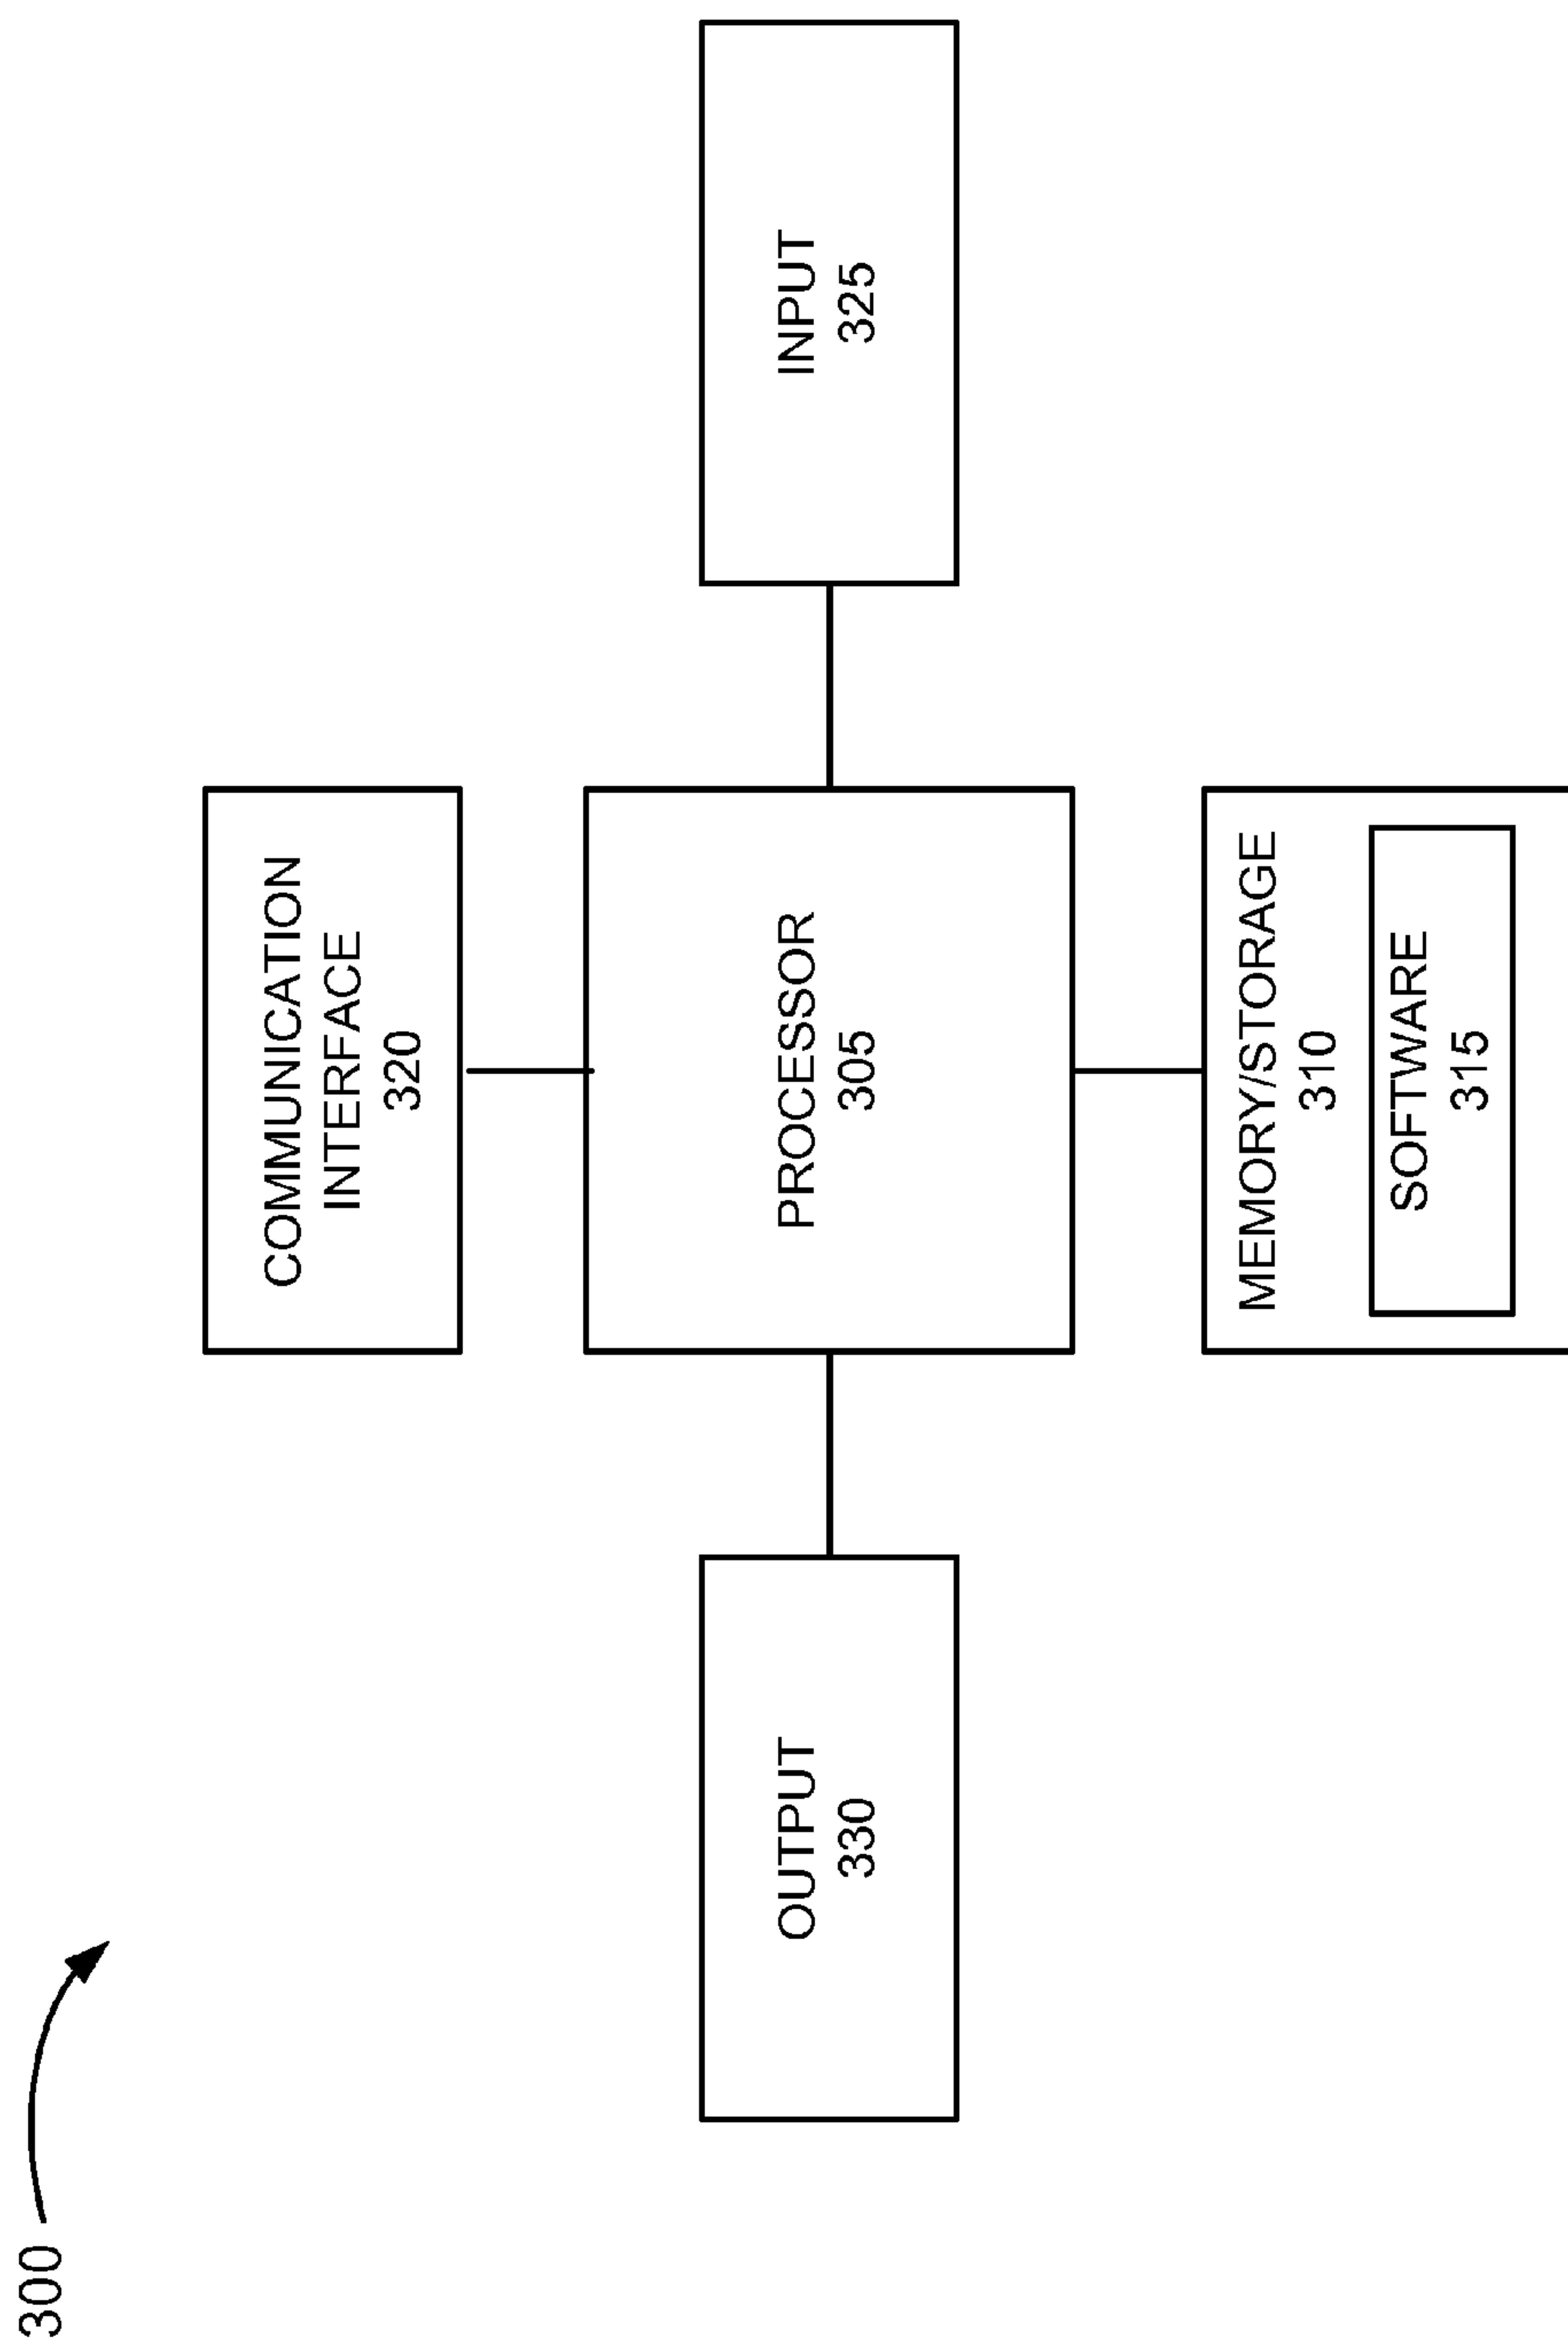 300
COMMUNICATION
INTERFACE
320
OUTPUT
330
PROCESSOR
305
INPUT
325
MEMORY/STORAGE
310
SOFTWARE
315